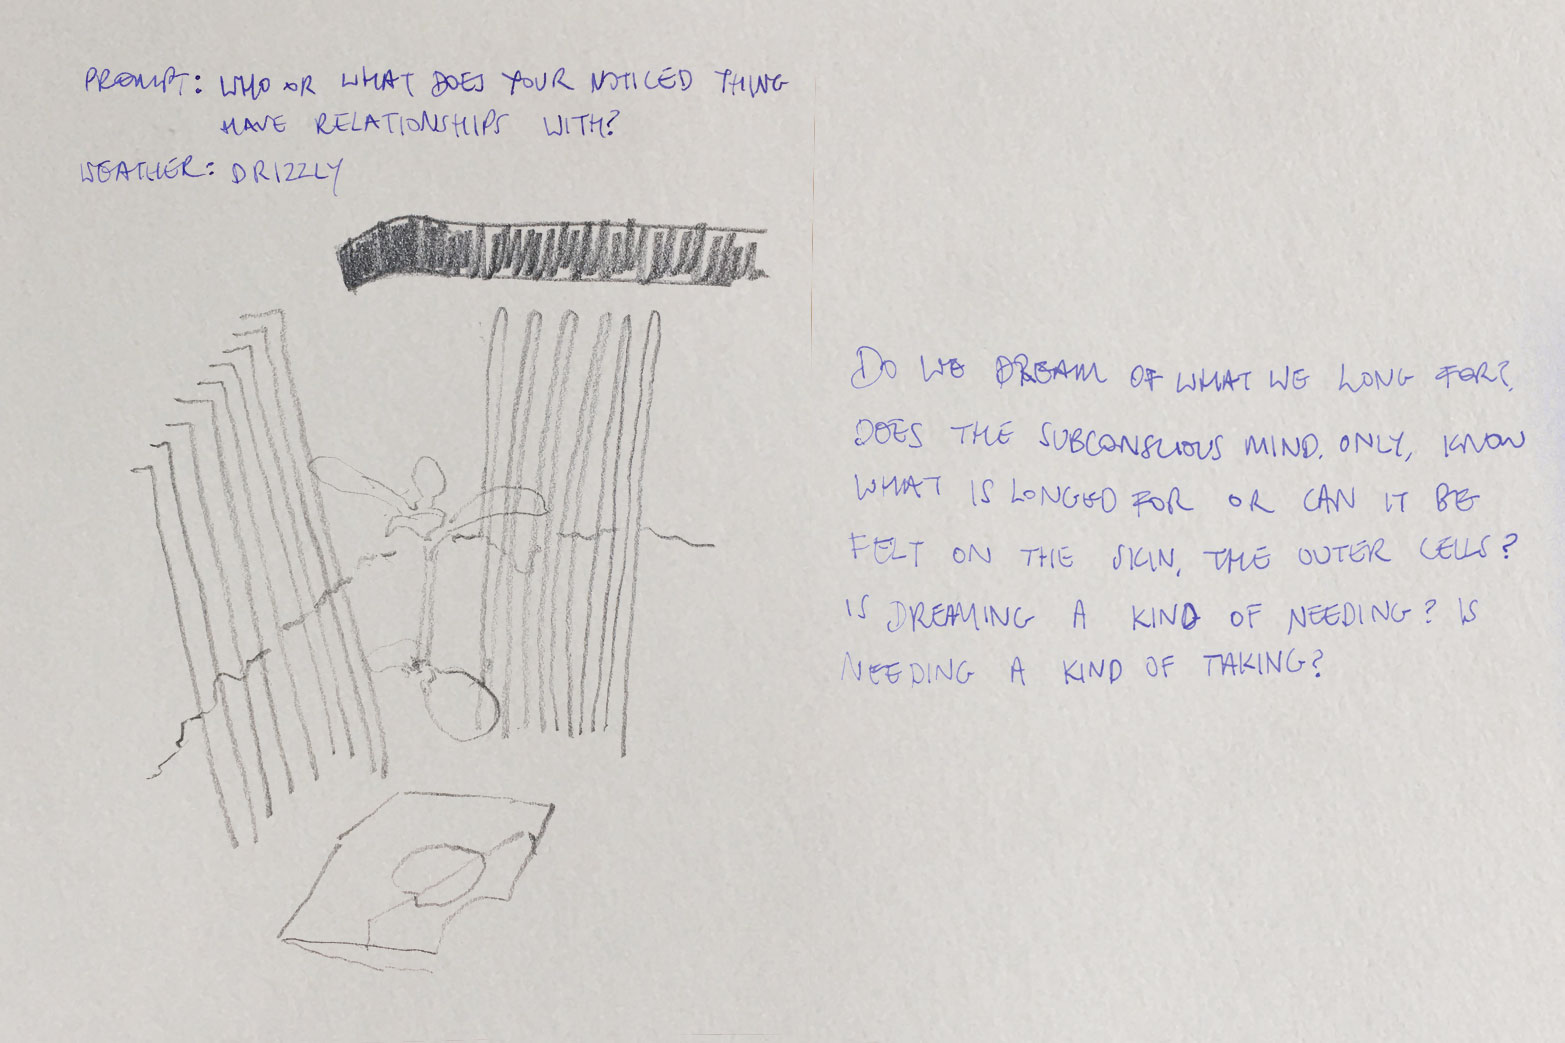 PROMPT: WHO OR WHAT DOES YOUR NOTICED THING
HAVE RELATIONSHIPS WITH?
WEATHER: DRIZZLY
DO WE DREAM OF WHAT WE LONG FOR?
DOES THE SUBCONSCIOUS MIND, ONLY, KNOW
WHAT IS LONGED FOR OR CAN IT BE
FELT ON THE SKIN, THE OUTER CELLS?
IS DREAMING A KIND OF NEEDING? IS
NEEDING A KIND OF TAKING?